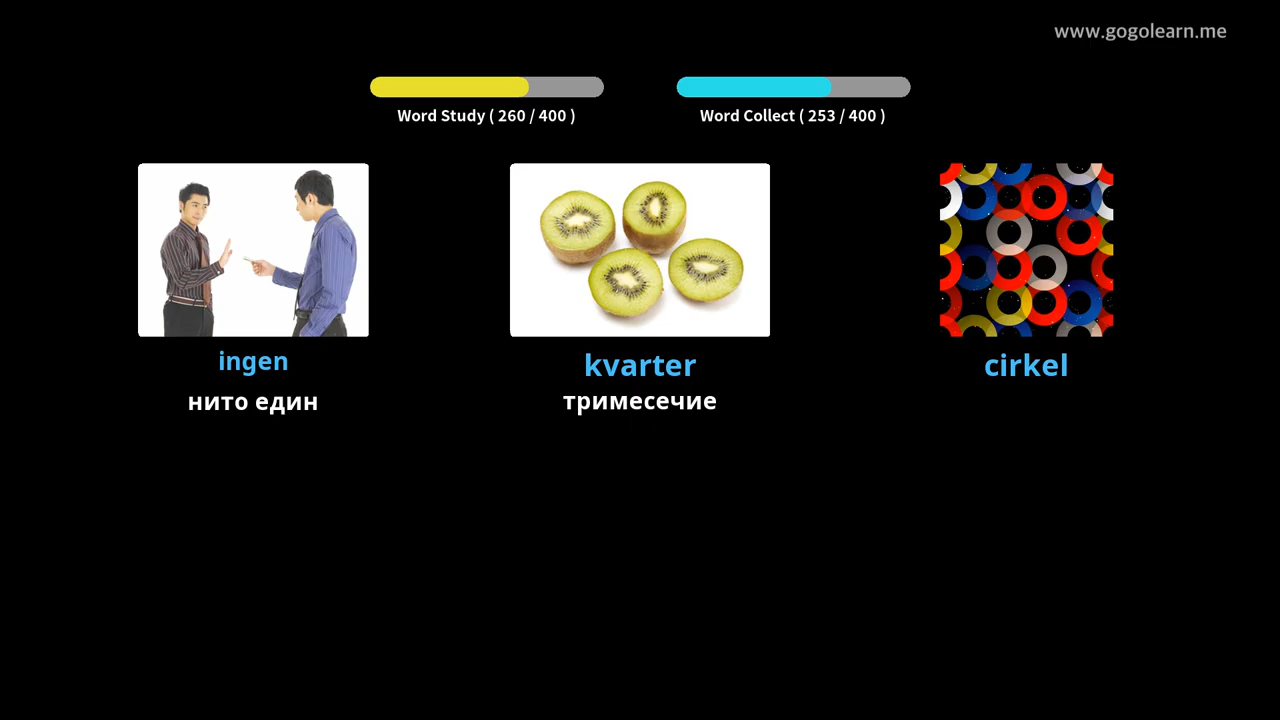 www.gogolearn.me
Word Study ( 260 / 400 )
Word Collect ( 253 / 400 )
ingen
kvarter
cirkel
нито един
тримесечие